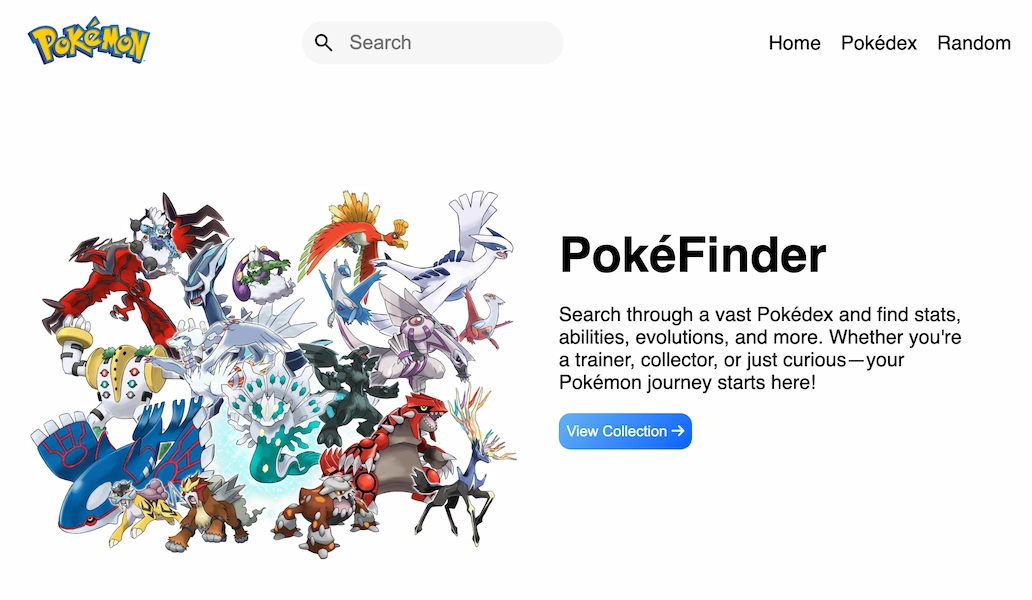 POKéMON
Search
Home
Pokédex
Random
PokéFinder
Search through a vast Pokédex and find stats,
abilities, evolutions, and more. Whether you're
a trainer, collector, or just curious—your
Pokémon journey starts here!
View Collection →